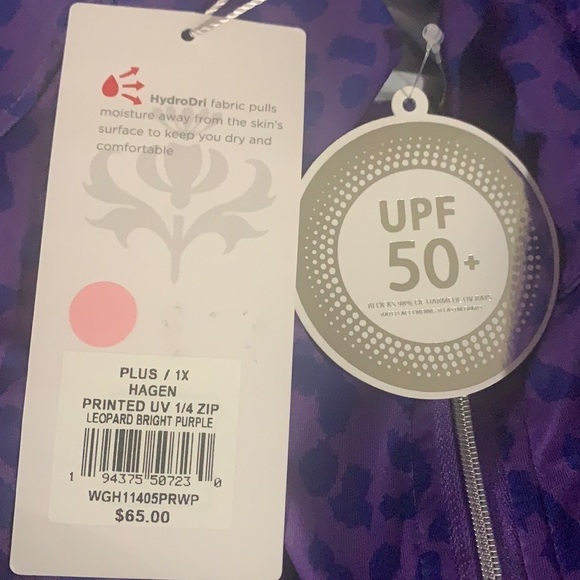 HydroDri fabric pulls
moisture away from the skin's
surface to keep you dry and
comfortable
UPF
50+
PLUS / 1X
HAGEN
PRINTED UV 1/4 ZIP
LEOPARD BRIGHT PURPLE
1 94375 50723 0
WGH11405PRWP
$65.00